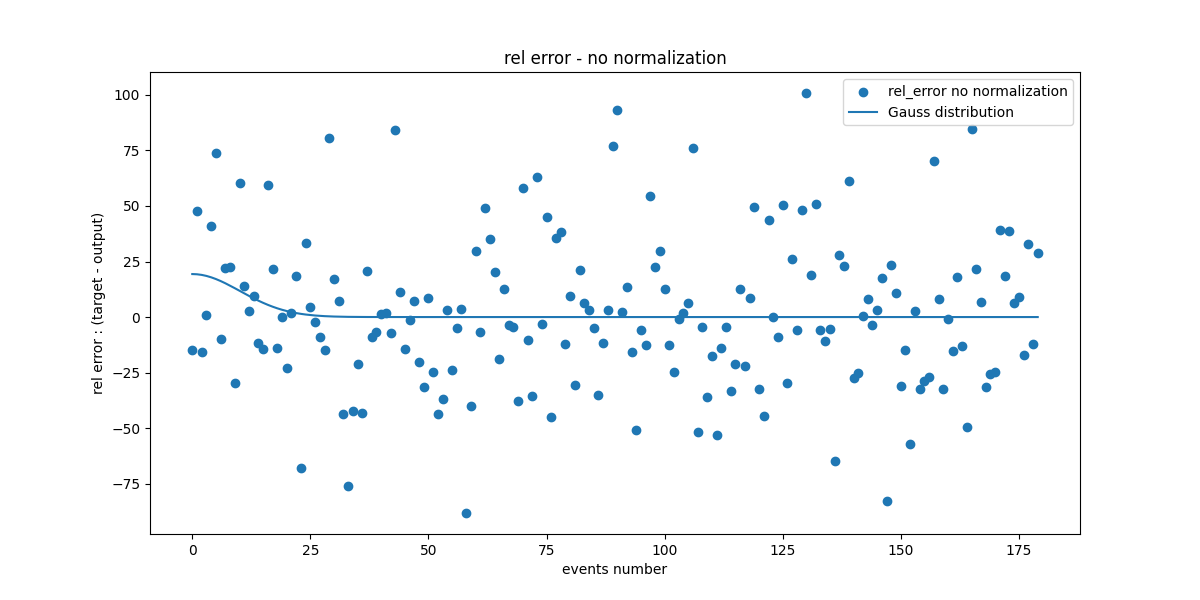 rel error - no normalization
rel_error no normalization
Gauss distribution
100
75
50
25
0
−25
−50
−75
rel error : (target - output)
0 25 50 75 100 125 150 175
events number